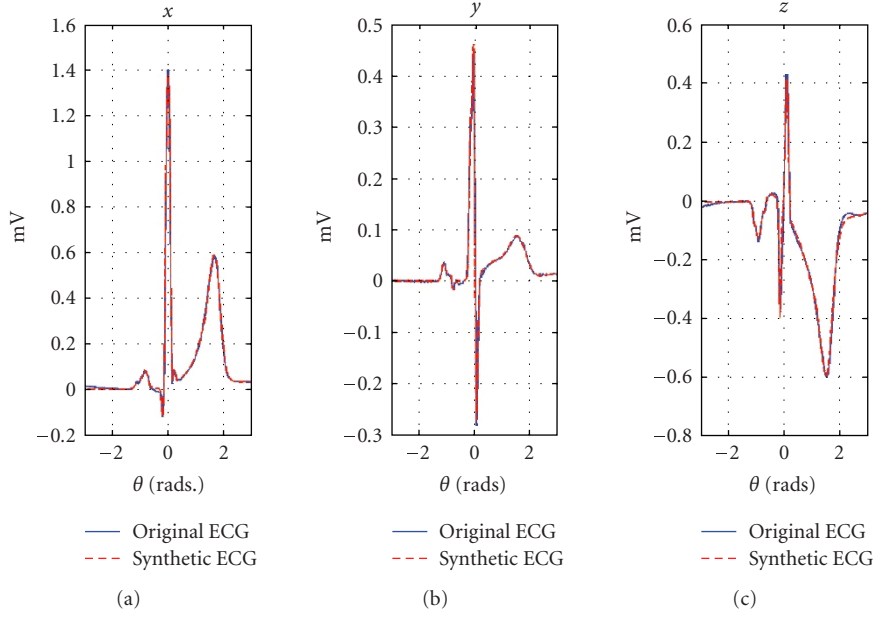 x
1.6
1.4
1.2
1
0.8
0.6
0.4
0.2
0
−0.2
mV
−2 0 2
θ (rads.)
Original ECG
Synthetic ECG
(a)
y
0.5
0.4
0.3
0.2
0.1
0
−0.1
−0.2
0.3
mV
−2 0 2
θ (rads)
Original ECG
Synthetic ECG
(b)
z
0.6
0.4
0.2
0
−0.2
−0.4
−0.6
−0.8
mV
−2 0 2
θ (rads)
Original ECG
Synthetic ECG
(c)